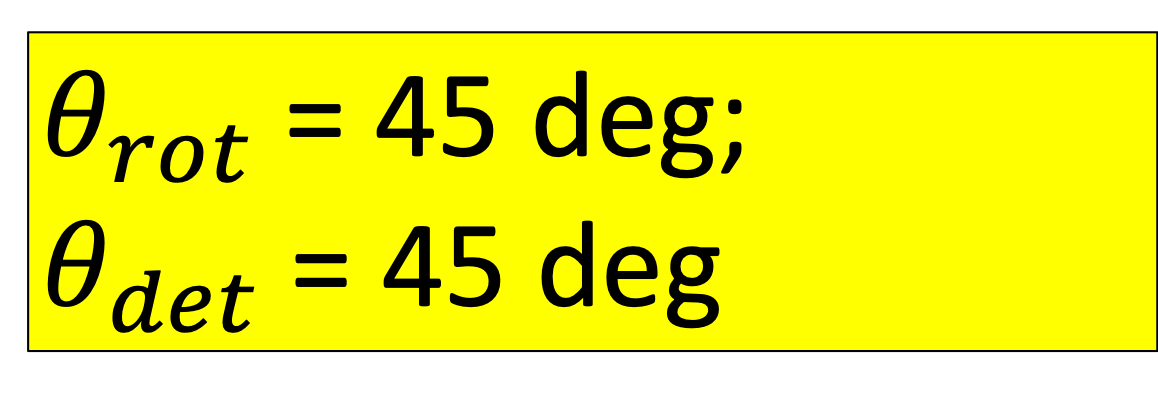 θ_rot = 45 deg;
θ_det = 45 deg